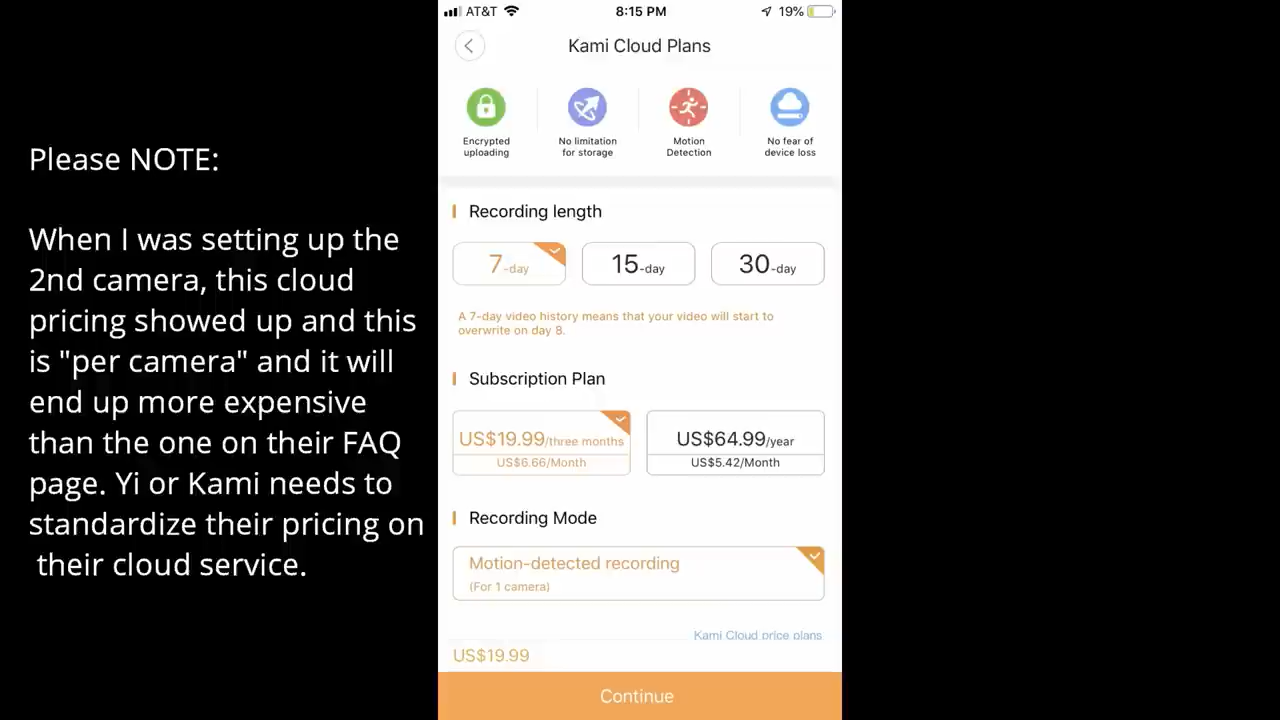 Please NOTE:
When I was setting up the
2nd camera, this cloud
pricing showed up and this
is "per camera" and it will
end up more expensive
than the one on their FAQ
page. Yi or Kami needs to
standardize their pricing on
their cloud service.
AT&T 8:15 PM 19%
Kami Cloud Plans
Encrypted
uploading
No limitation
for storage
Motion
Detection
No fear of
device loss
Recording length
7-day 15-day 30-day
A 7-day video history means that your video will start to
overwrite on day 8.
Subscription Plan
US$19.99/three months
US$6.66/Month
US$64.99/year
US$5.42/Month
Recording Mode
Motion-detected recording
(For 1 camera)
Kami Cloud price plans
US$19.99
Continue